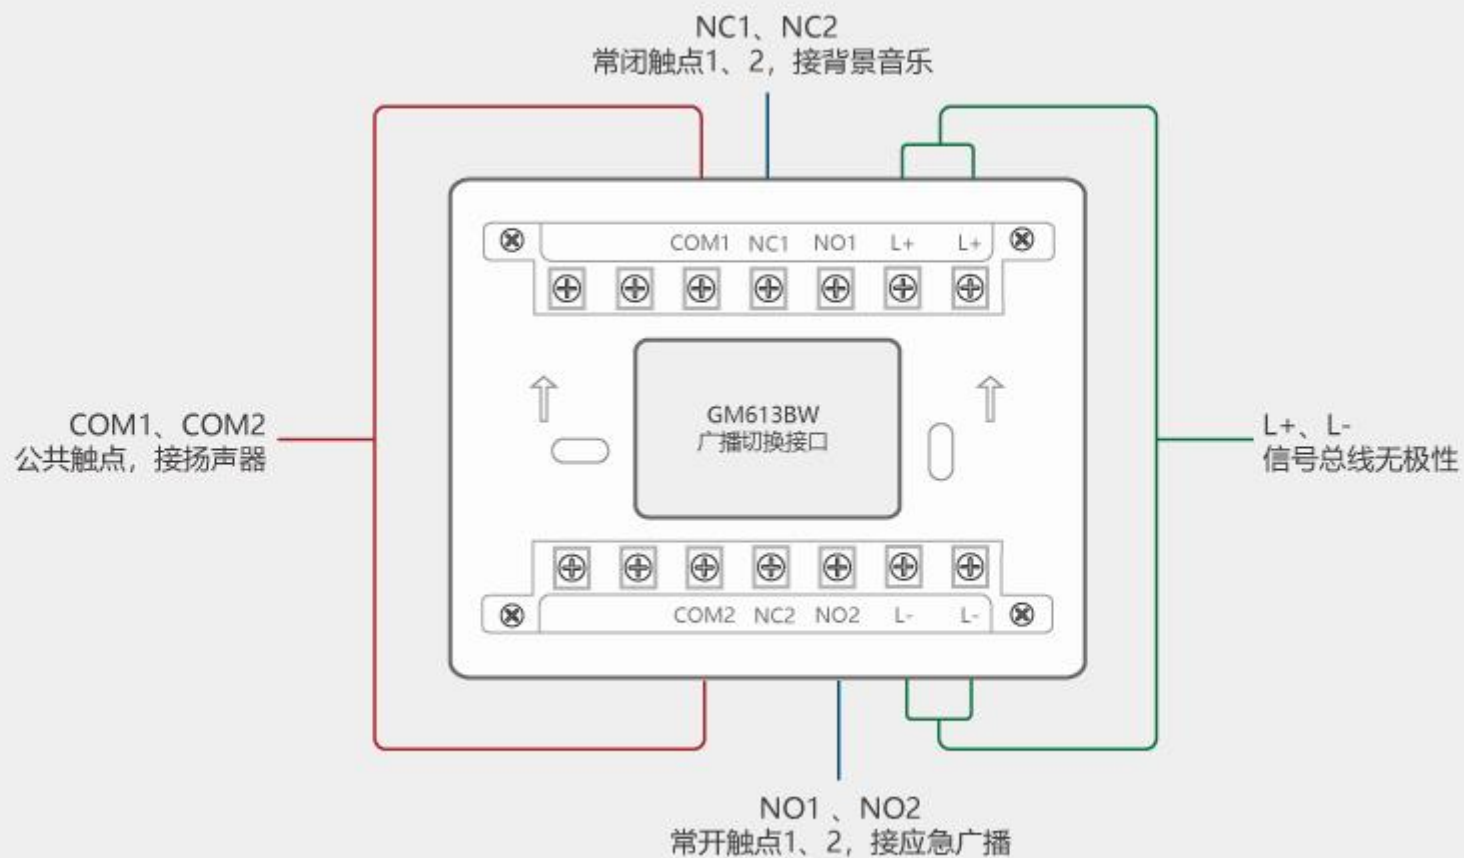 NC1、NC2
常闭触点1、2，接背景音乐
COM1 NC1 NO1 L+ L+
GM613BW
广播切换接口
COM1、COM2
公共触点，接扬声器
L+、L-
信号总线无极性
COM2 NC2 NO2 L- L-
NO1 、NO2
常开触点1、2，接应急广播